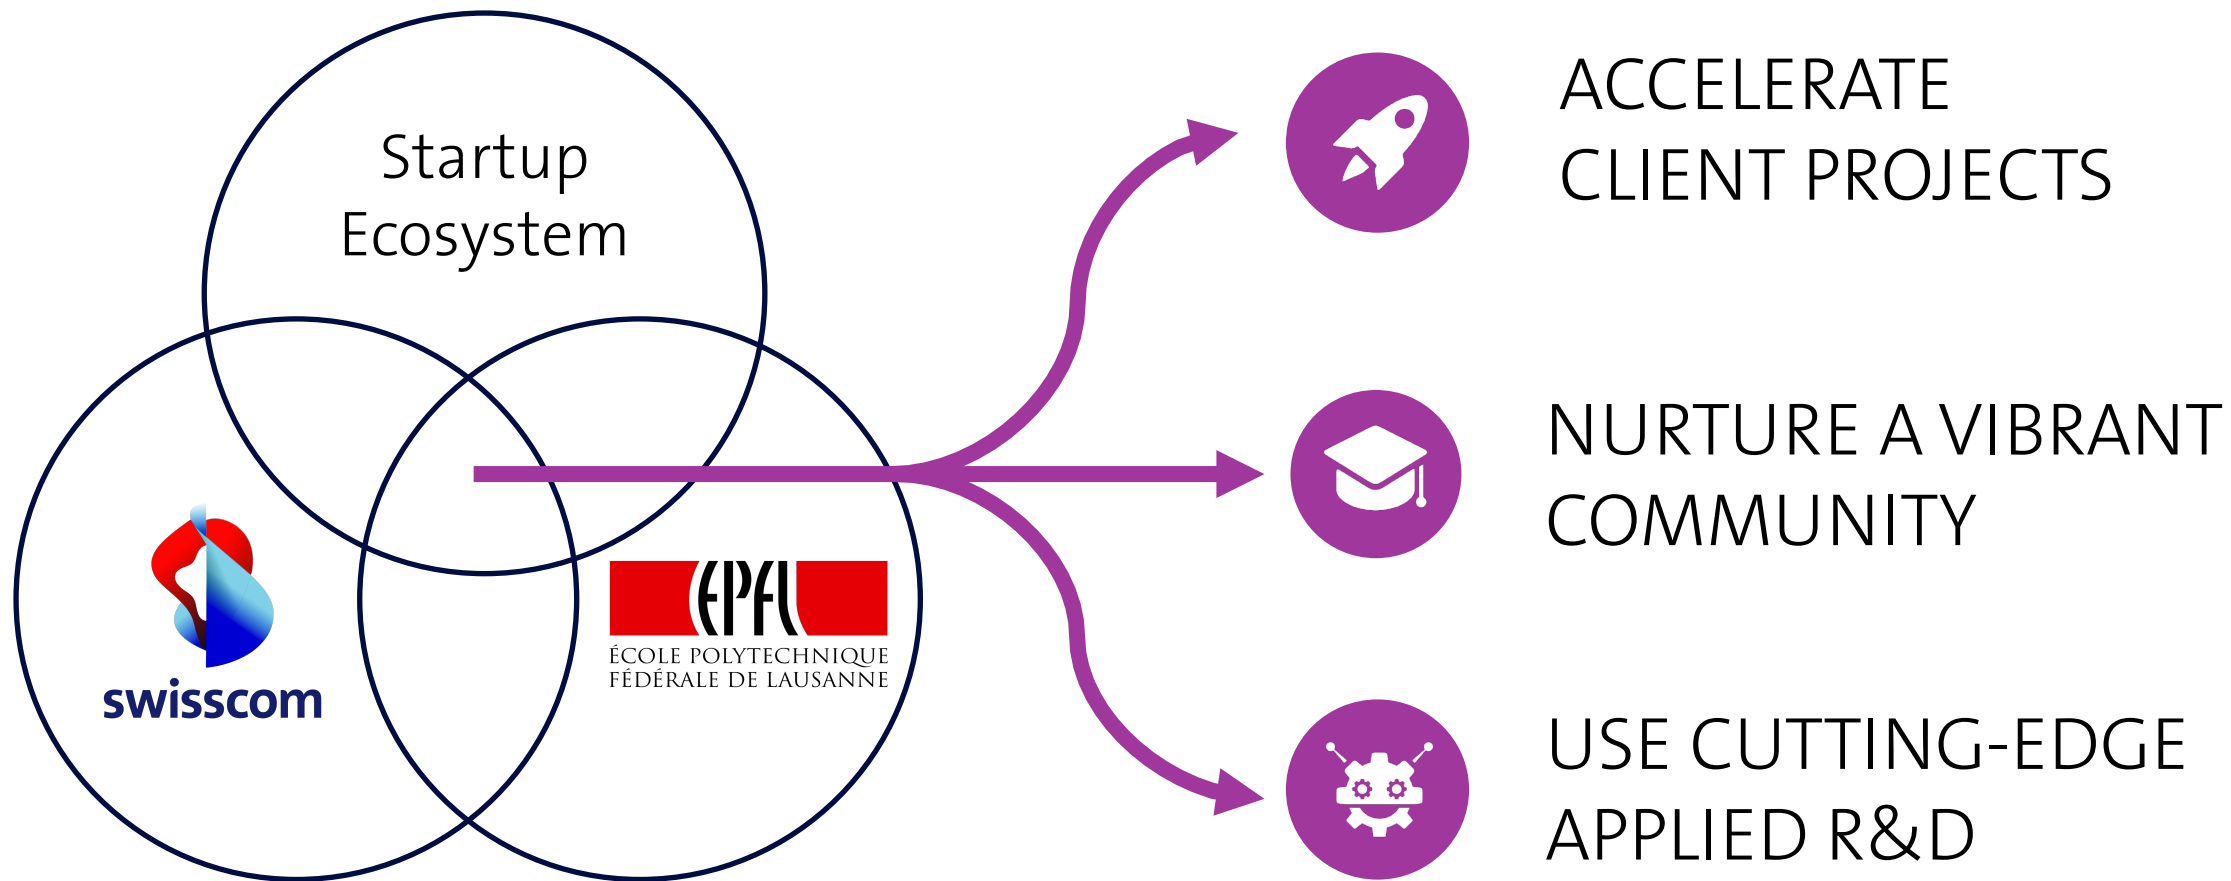 Startup
Ecosystem
swisscom
EPFL
ÉCOLE POLYTECHNIQUE
FÉDÉRALE DE LAUSANNE
ACCELERATE
CLIENT PROJECTS
NURTURE A VIBRANT
COMMUNITY
USE CUTTING-EDGE
APPLIED R&D